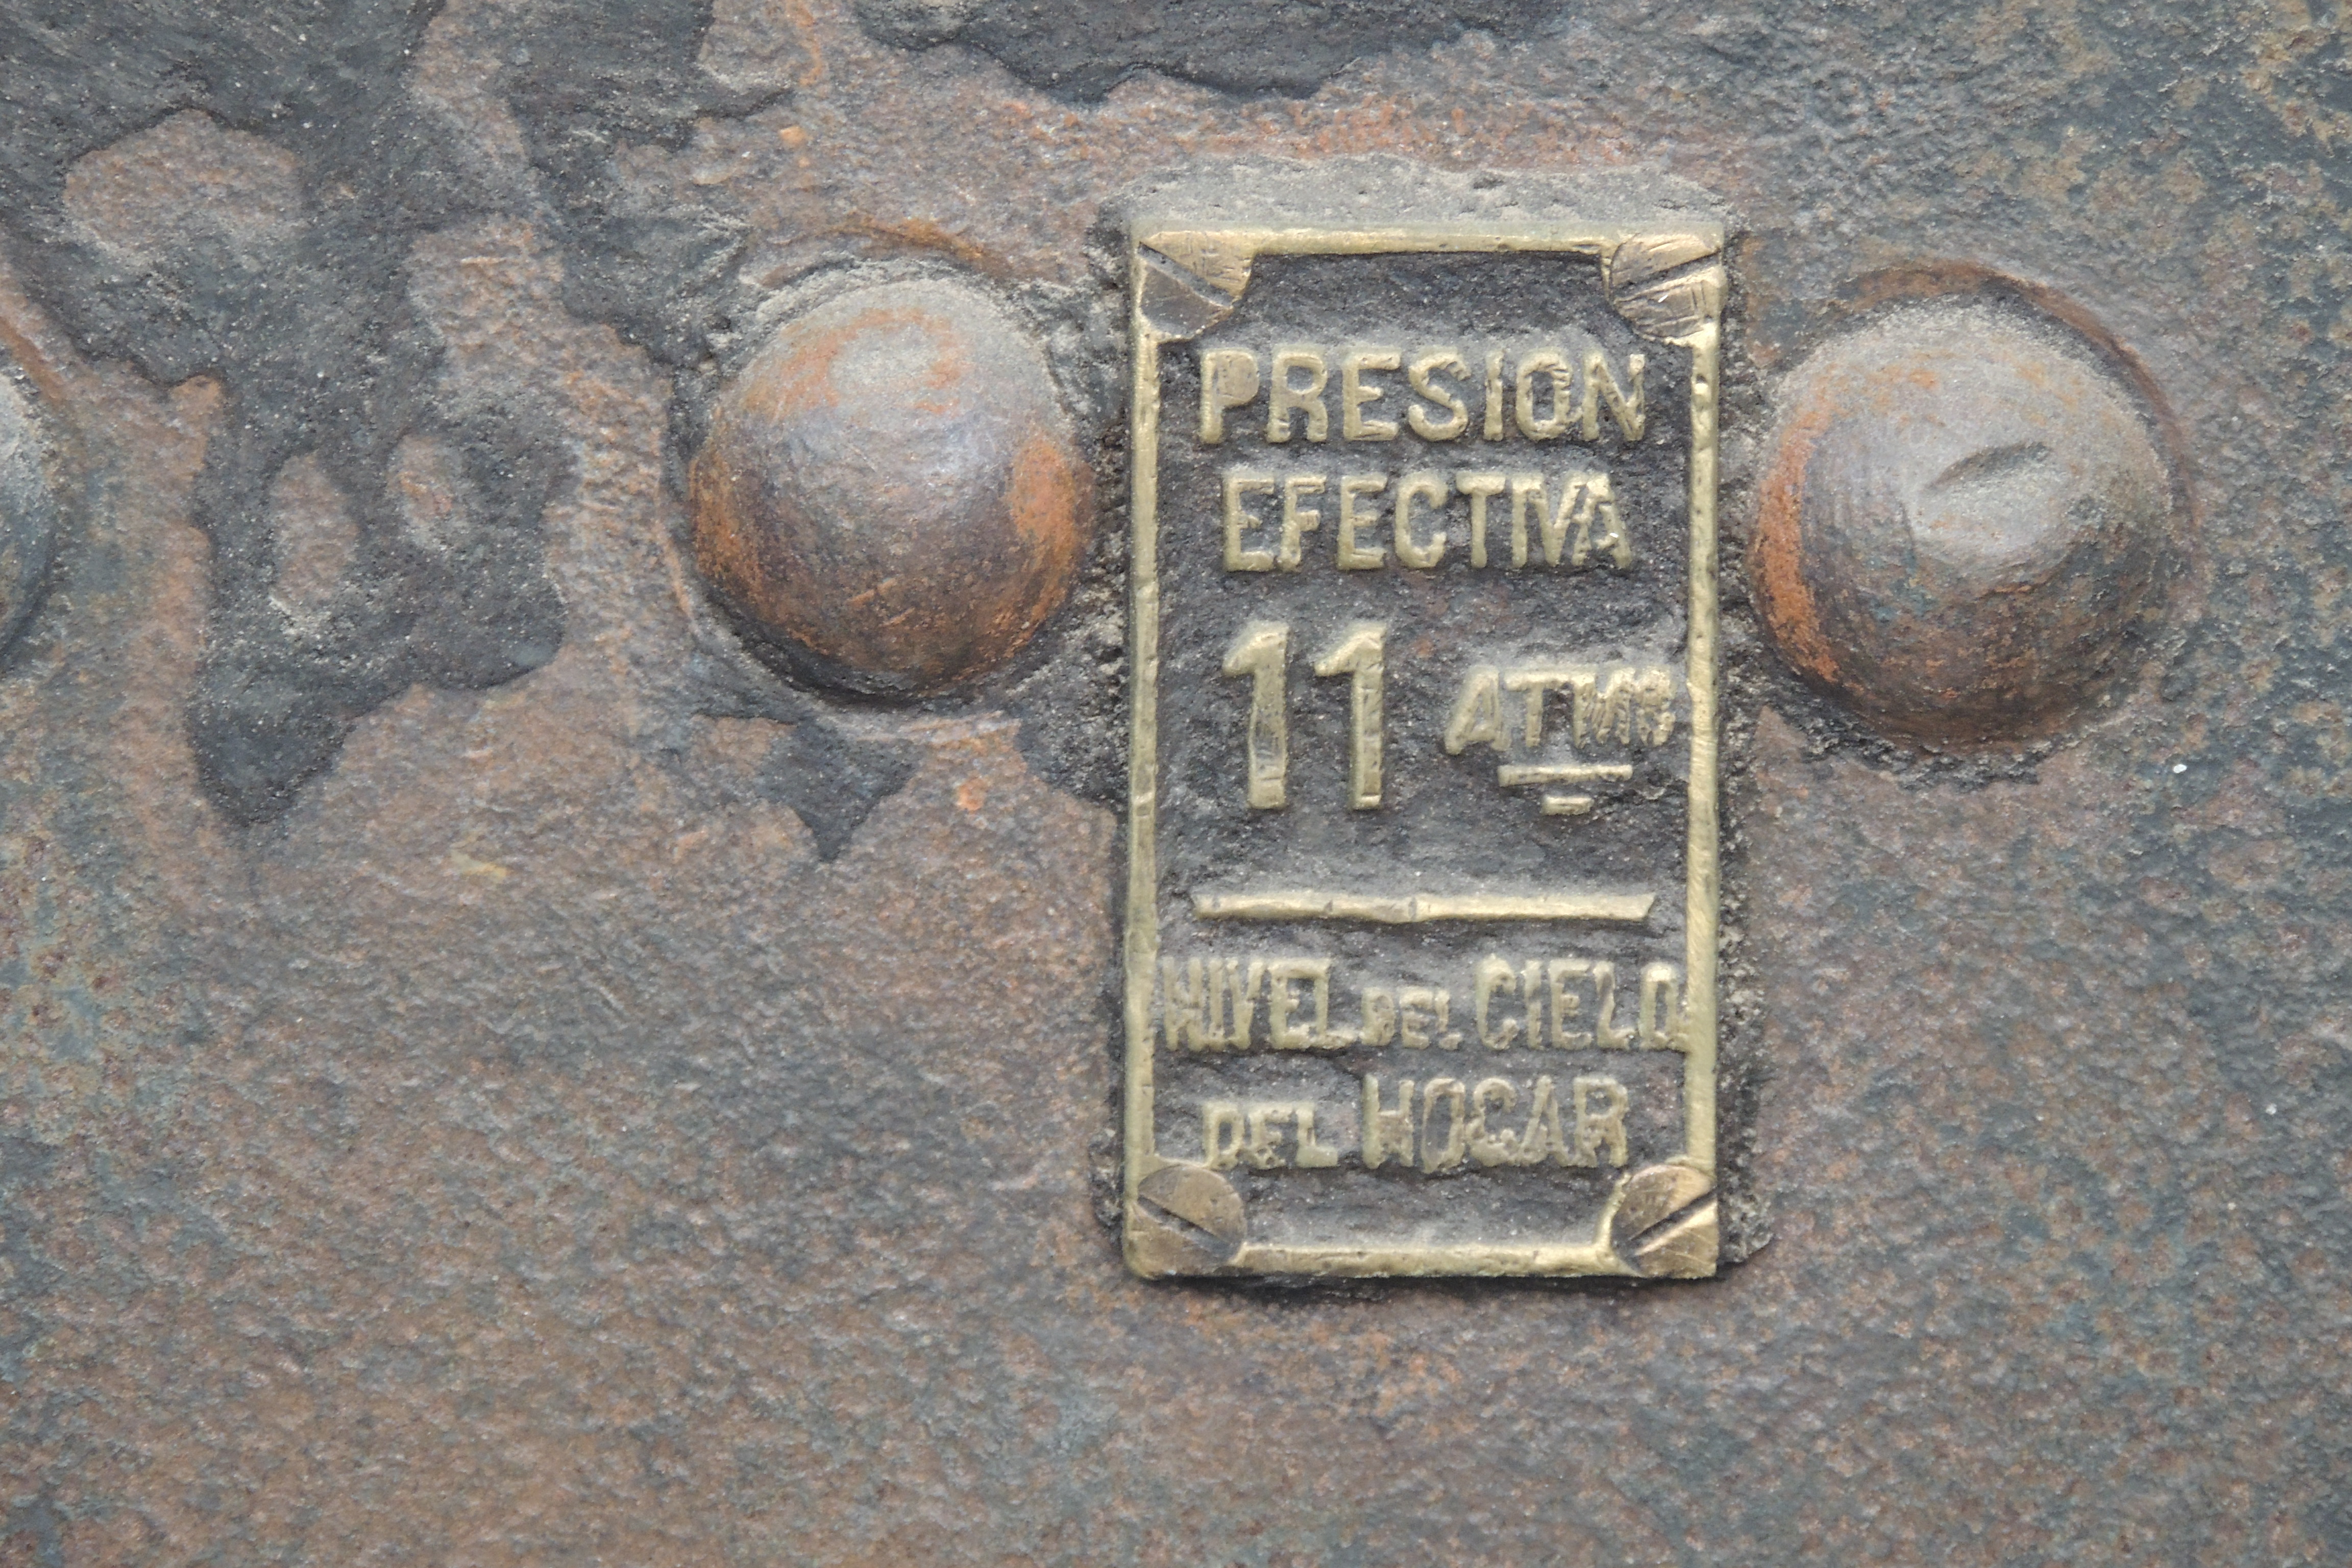 PRESION
EFECTIVA
11 ATMS
NIVEL DEL CIELO
DEL HOGAR